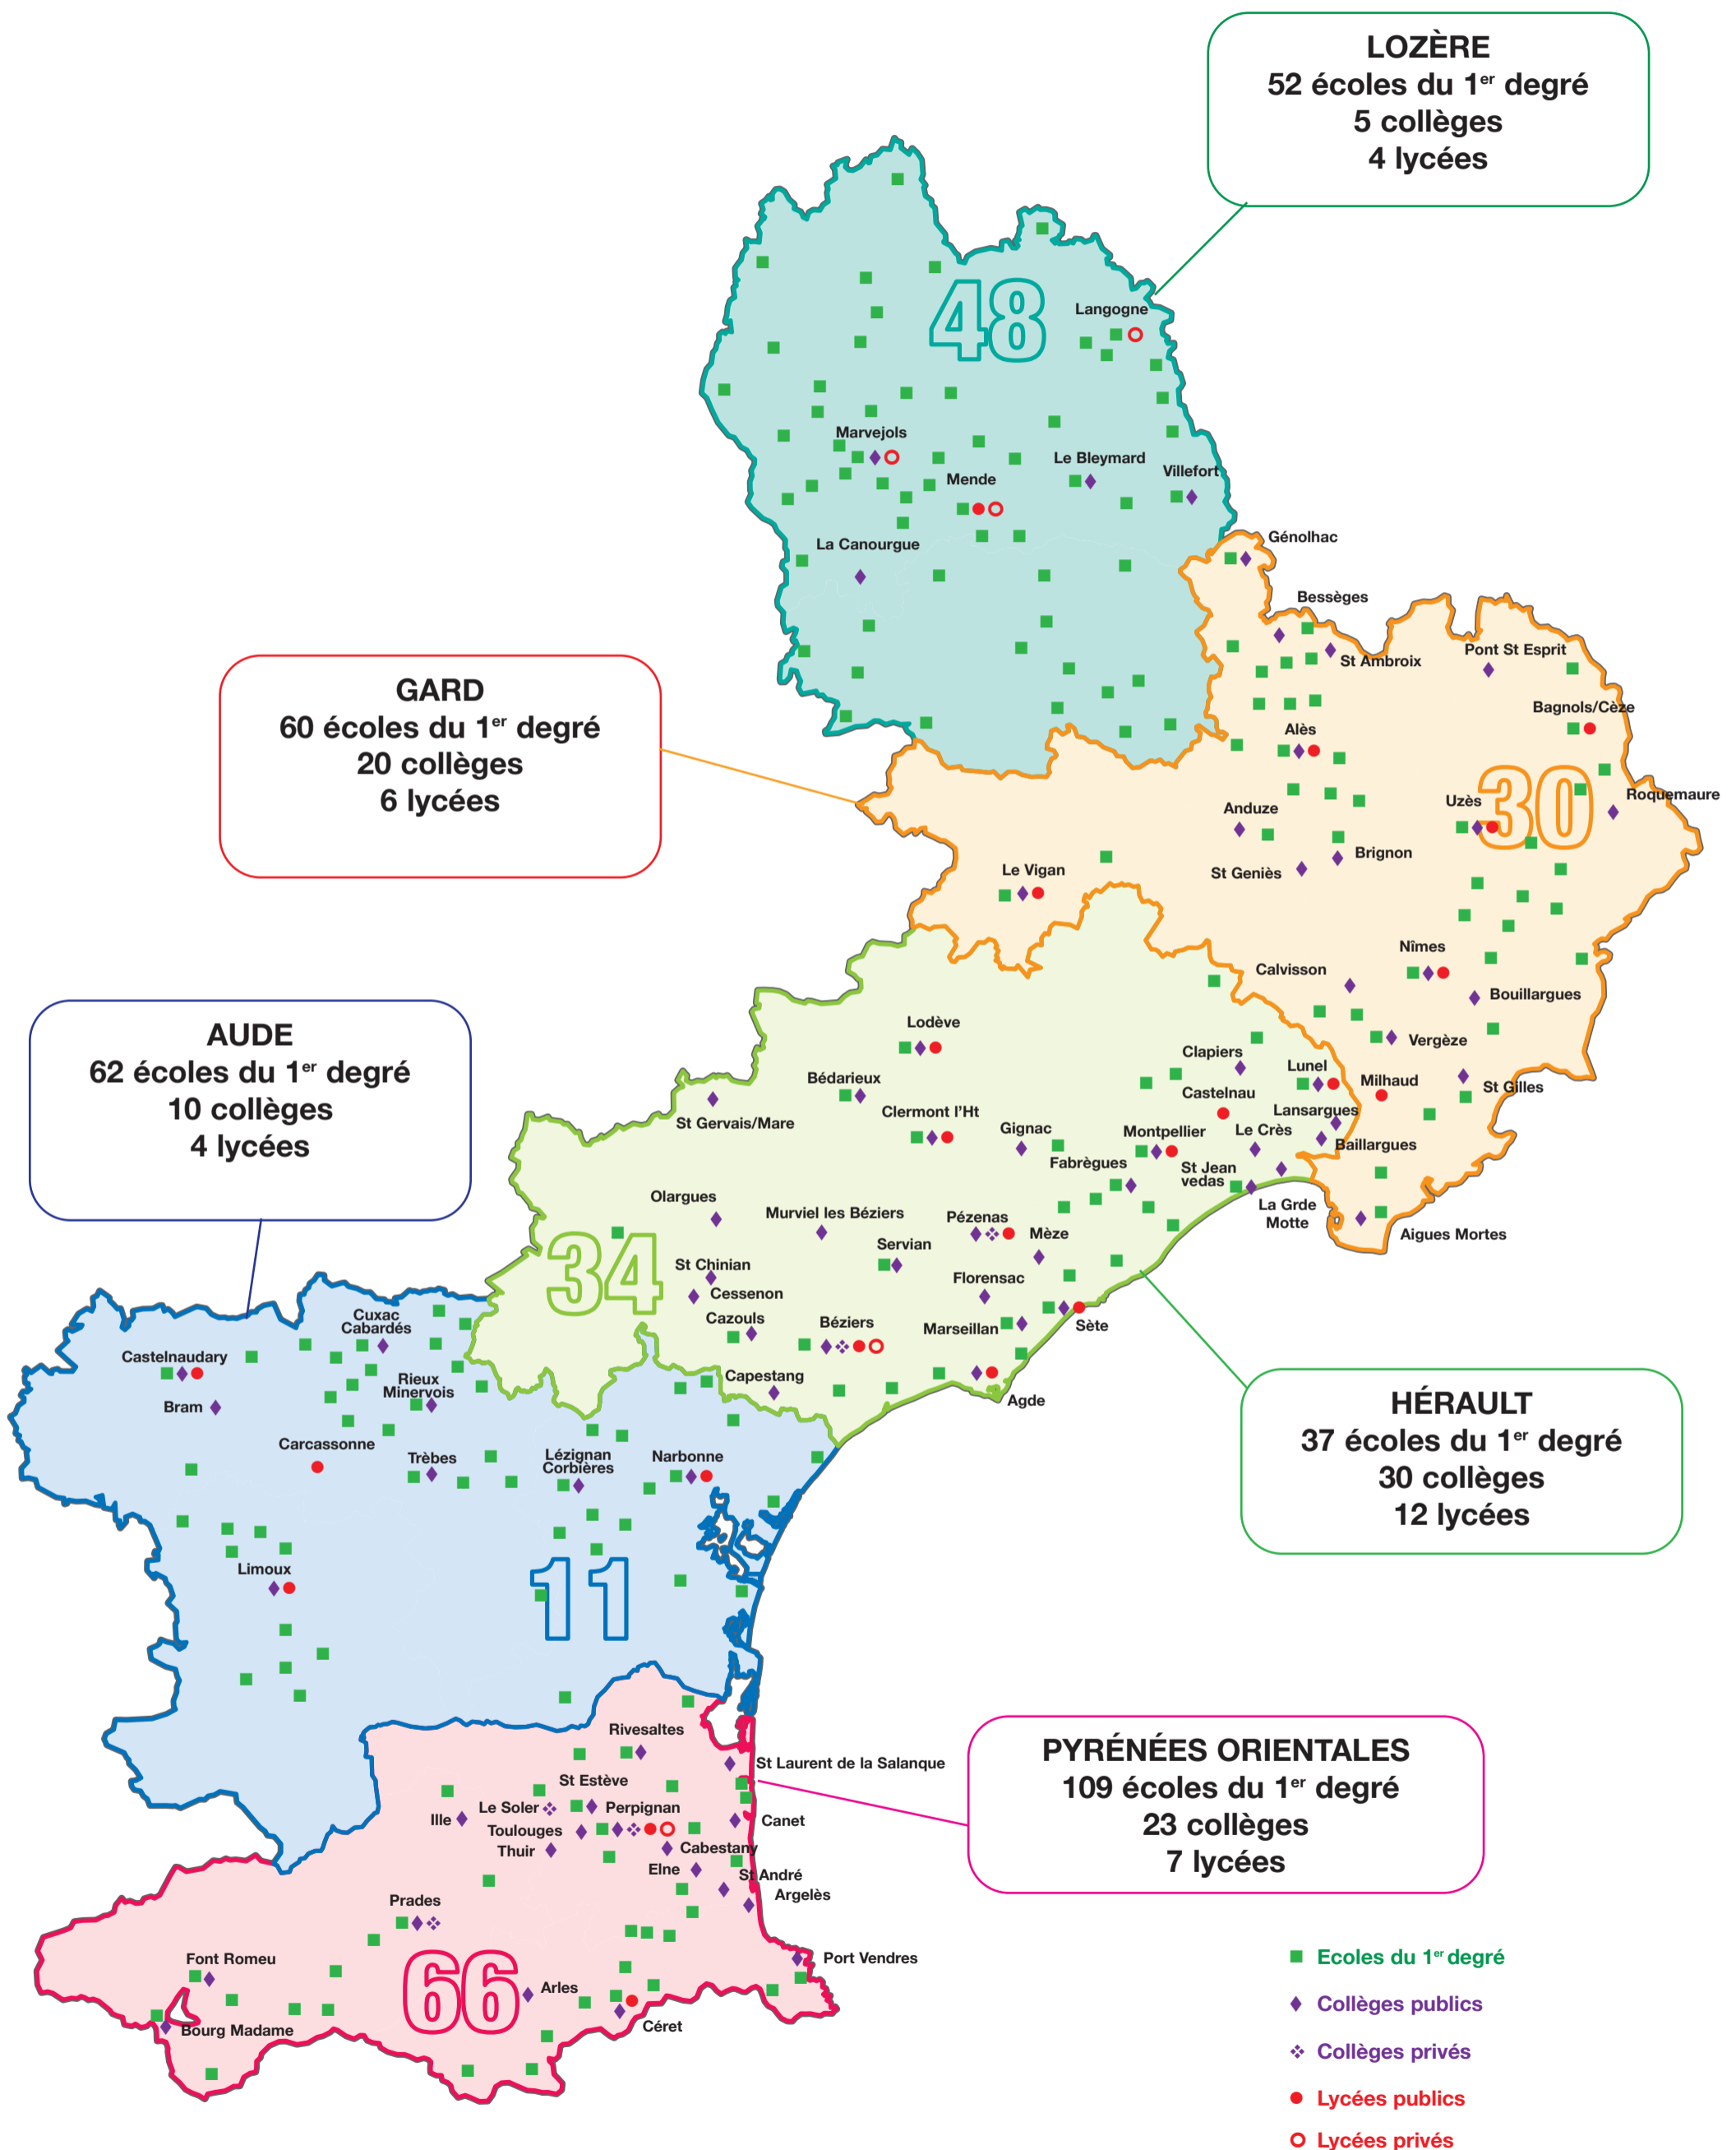 LOZÈRE
52 écoles du 1er degré
5 collèges
4 lycées
48
Langogne
Marvejols
Le Bleymard
Villefort
Mende
La Canourgue
Génolhac
Bessèges
St Ambroix
Pont St Esprit
Bagnols/Cèze
Alès
30
Roquemaure
Uzès
Anduze
Brignon
St Geniès
Le Vigan
Nîmes
Calvisson
Bouillargues
Vergèze
Milhaud
St Gilles
Aigues Mortes
GARD
60 écoles du 1er degré
20 collèges
6 lycées
AUDE
62 écoles du 1er degré
10 collèges
4 lycées
Lodève
Bédarieux
St Gervais/Mare
Clermont l’Ht
Gignac
Clapiers
Castelnau
Lunel
Lansargues
Le Crès
Baillargues
Montpellier
Fabrègues
St Jean
vedas
La Grde
Motte
Olargues
Murviel les Béziers
Pézenas
Mèze
Servian
34
St Chinian
Cessenon
Florensac
Cazouls
Béziers
Marseillan
Sète
Capestang
Agde
HÉRAULT
37 écoles du 1er degré
30 collèges
12 lycées
Cuxac
Cabardés
Castelnaudary
Rieux
Minervois
Bram
Carcassonne
Trèbes
Lézignan
Corbières
Narbonne
Limoux
11
PYRÉNÉES ORIENTALES
109 écoles du 1er degré
23 collèges
7 lycées
Rivesaltes
St Laurent de la Salanque
St Estève
Le Soler
Perpignan
Ille
Toulouges
Canet
Thuir
Cabestany
Elne
St André
Argelès
Prades
Font Romeu
66
Arles
Port Vendres
Bourg Madame
Céret
Ecoles du 1er degré
Collèges publics
Collèges privés
Lycées publics
Lycées privés